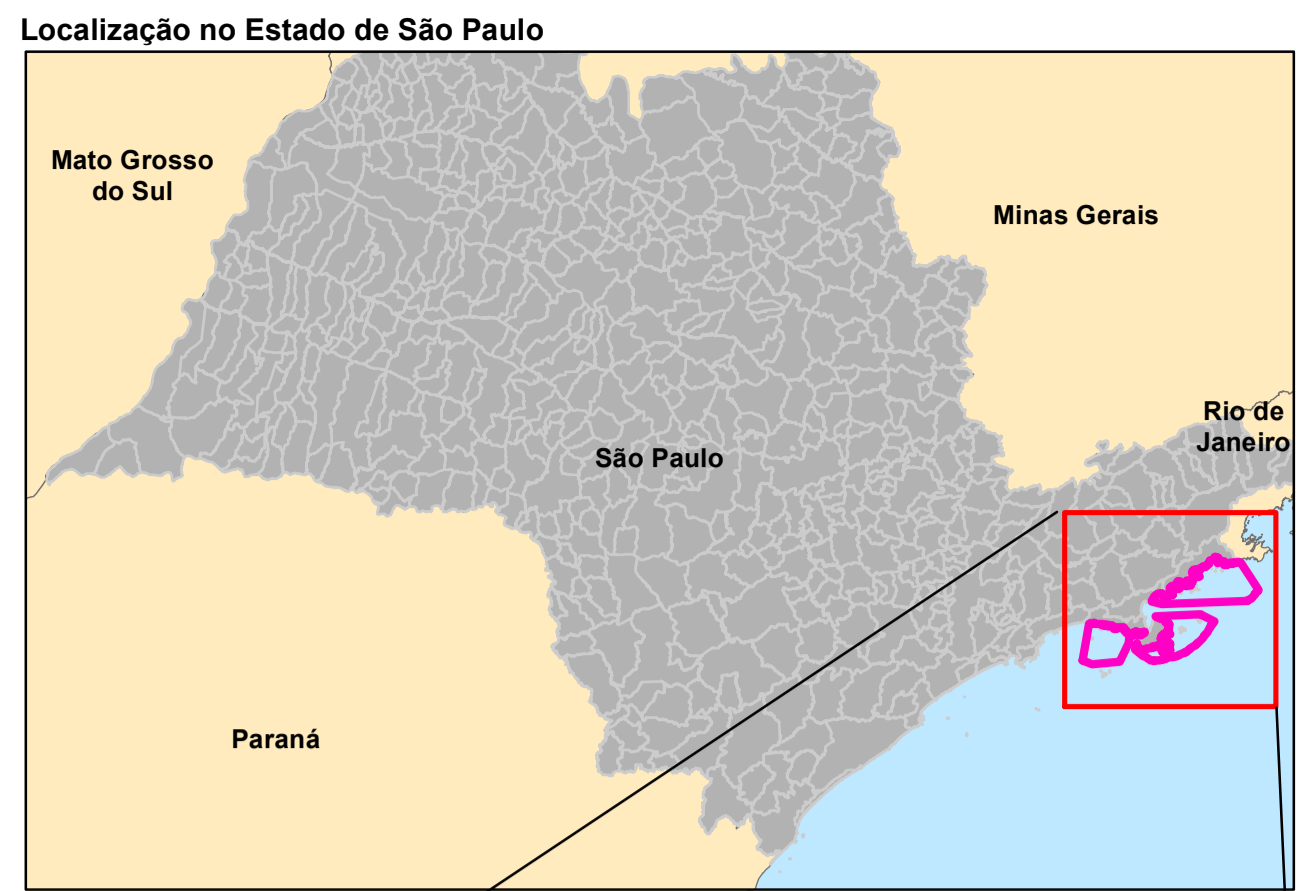 Localização no Estado de São Paulo
Mato Grosso
do Sul
Minas Gerais
Rio de
Janeiro
São Paulo
Paraná